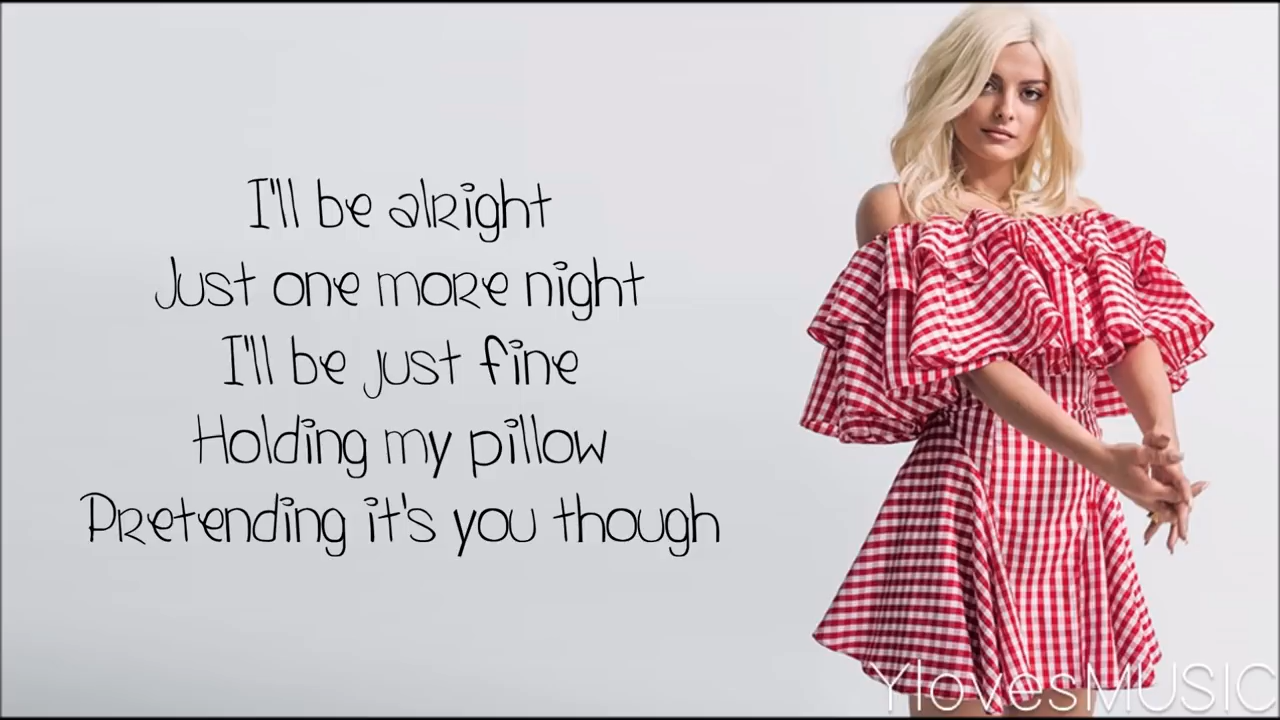 I'll be alright
Just one more night
I'll be just fine
Holding my pillow
Pretending it's you though
YlovesMUSIC